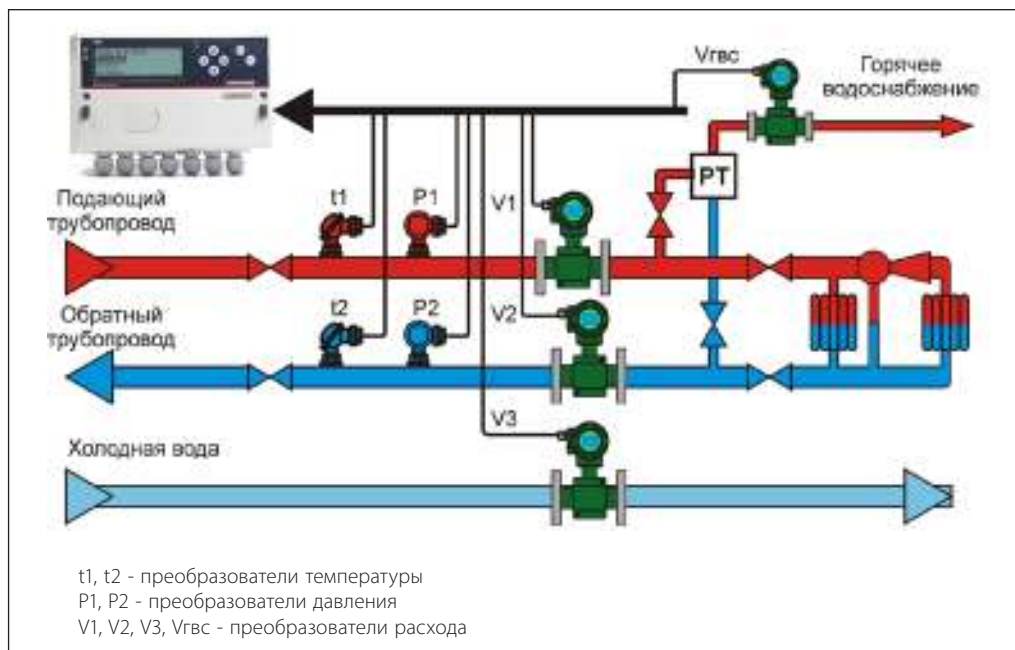 Vгвс
Горячее
водоснабжение
РТ
Подающий
трубопровод
t1
P1
V1
Обратный
трубопровод
t2
P2
V2
V3
Холодная вода
t1, t2 - преобразователи температуры
P1, P2 - преобразователи давления
V1, V2, V3, Vгвс - преобразователи расхода